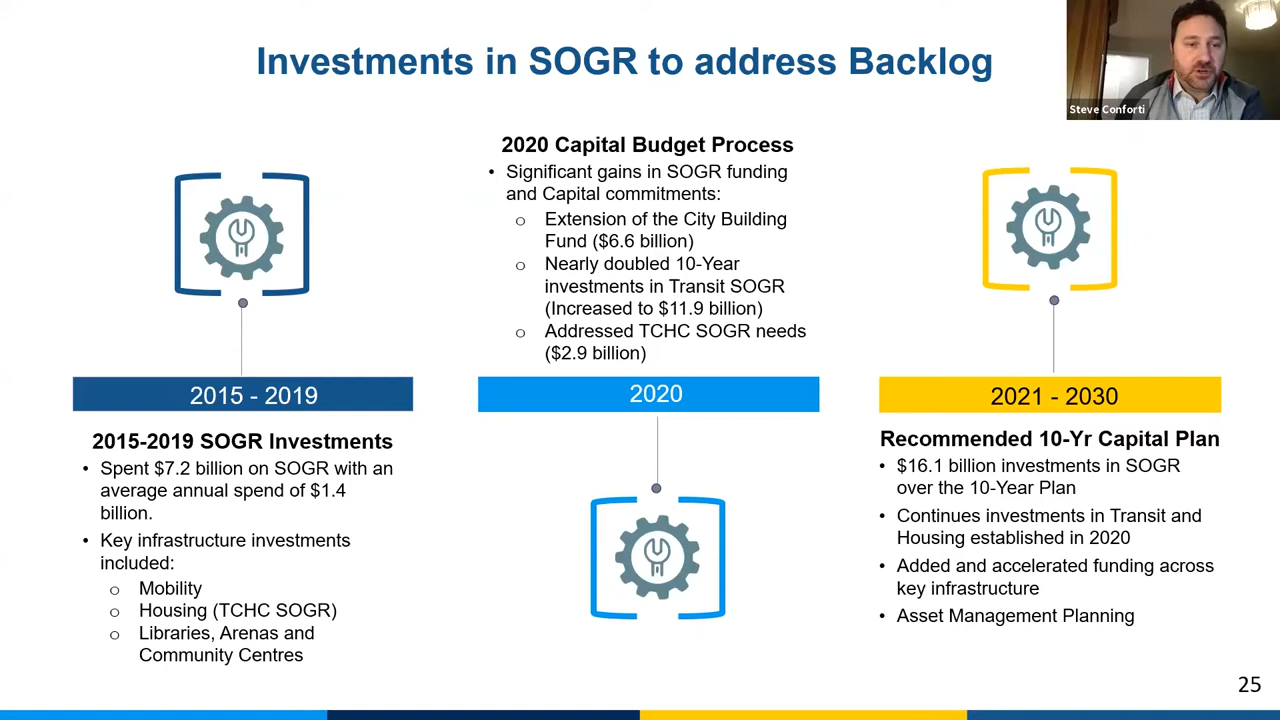 Investments in SOGR to address Backlog
Steve Conforti
2020 Capital Budget Process
• Significant gains in SOGR funding
and Capital commitments:
o Extension of the City Building
Fund ($6.6 billion)
o Nearly doubled 10-Year
investments in Transit SOGR
(Increased to $11.9 billion)
o Addressed TCHC SOGR needs
($2.9 billion)
2015 - 2019
2020
2021 - 2030
2015-2019 SOGR Investments
• Spent $7.2 billion on SOGR with an
average annual spend of $1.4
billion.
• Key infrastructure investments
included:
o Mobility
o Housing (TCHC SOGR)
o Libraries, Arenas and
Community Centres
Recommended 10-Yr Capital Plan
• $16.1 billion investments in SOGR
over the 10-Year Plan
• Continues investments in Transit and
Housing established in 2020
• Added and accelerated funding across
key infrastructure
• Asset Management Planning
25